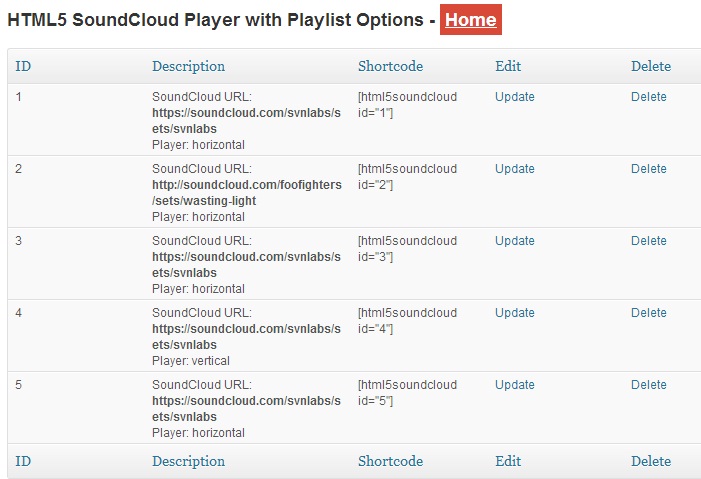 HTML5 SoundCloud Player with Playlist Options - Home
ID Description Shortcode Edit Delete
1 SoundCloud URL: [html5soundcloud Update Delete
https://soundcloud.com/svnlabs/s id="1"]
ets/svnlabs
Player: horizontal
2 SoundCloud URL: [html5soundcloud Update Delete
http://soundcloud.com/foofighters id="2"]
/sets/wasting-light
Player: horizontal
3 SoundCloud URL: [html5soundcloud Update Delete
https://soundcloud.com/svnlabs/s id="3"]
ets/svnlabs
Player: horizontal
4 SoundCloud URL: [html5soundcloud Update Delete
https://soundcloud.com/svnlabs/s id="4"]
ets/svnlabs
Player: vertical
5 SoundCloud URL: [html5soundcloud Update Delete
https://soundcloud.com/svnlabs/s id="5"]
ets/svnlabs
Player: horizontal
ID Description Shortcode Edit Delete